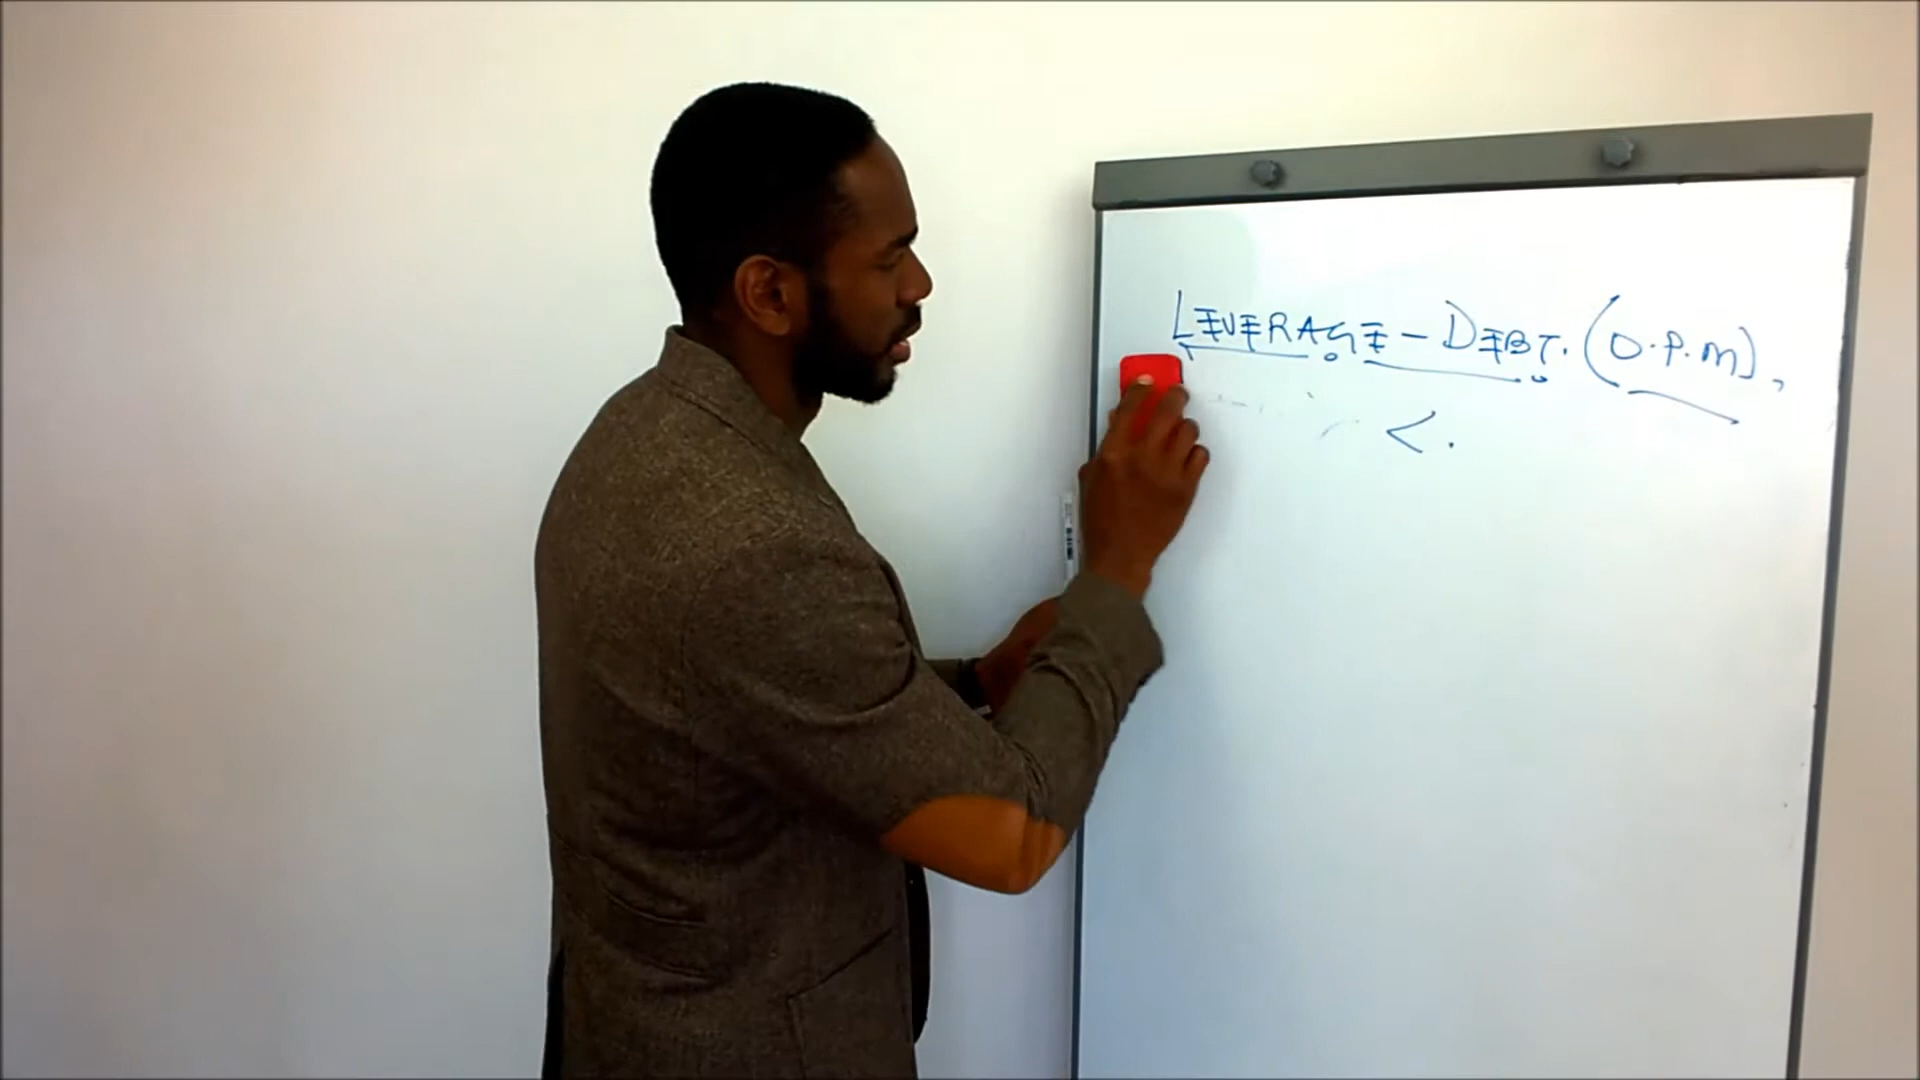 LEVERAGE - DEBT. (O.P.M),
< .